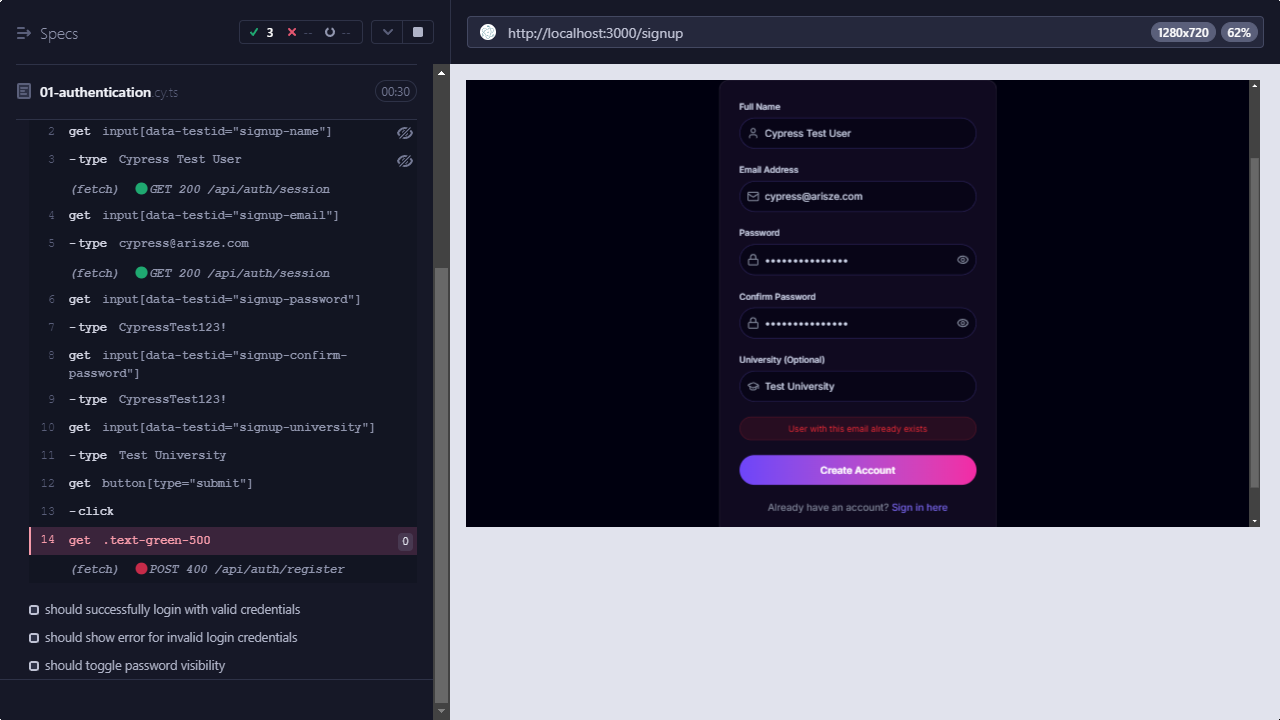 Specs
3 -- --
http://localhost:3000/signup
1280x720 62%
01-authentication.cy.ts
00:30
2 get input[data-testid="signup-name"]
3 -type Cypress Test User
(fetch) GET 200 /api/auth/session
4 get input[data-testid="signup-email"]
5 -type cypress@arisze.com
(fetch) GET 200 /api/auth/session
6 get input[data-testid="signup-password"]
7 -type CypressTest123!
8 get input[data-testid="signup-confirm-
password"]
9 -type CypressTest123!
10 get input[data-testid="signup-university"]
11 -type Test University
12 get button[type="submit"]
13 -click
14 get .text-green-500 0
(fetch) POST 400 /api/auth/register
should successfully login with valid credentials
should show error for invalid login credentials
should toggle password visibility
Full Name
Cypress Test User
Email Address
cypress@arisze.com
Password
•••••••••••••••
Confirm Password
•••••••••••••••
University (Optional)
Test University
User with this email already exists
Create Account
Already have an account? Sign in here